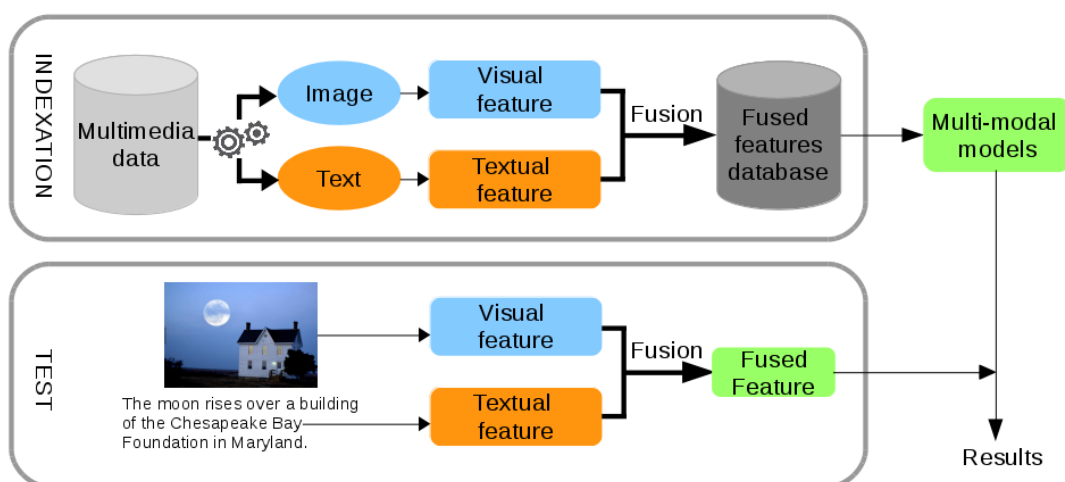 INDEXATION
Multimedia
data
Image
Text
Visual
feature
Textual
feature
Fusion
Fused
features
database
Multi-modal
models
TEST
The moon rises over a building
of the Chesapeake Bay
Foundation in Maryland.
Visual
feature
Textual
feature
Fusion
Fused
Feature
Results